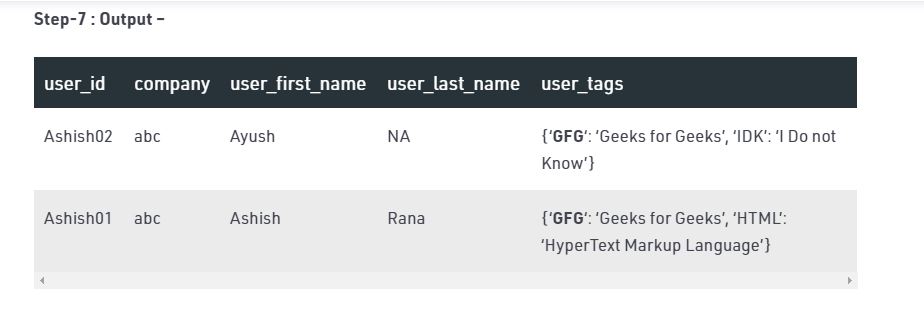 Step-7 : Output –
user_id company user_first_name user_last_name user_tags
Ashish02 abc Ayush NA {‘GFG‘: ‘Geeks for Geeks’, ‘IDK’: ‘I Do not
Know’}
Ashish01 abc Ashish Rana {‘GFG‘: ‘Geeks for Geeks’, ‘HTML’:
‘HyperText Markup Language’}